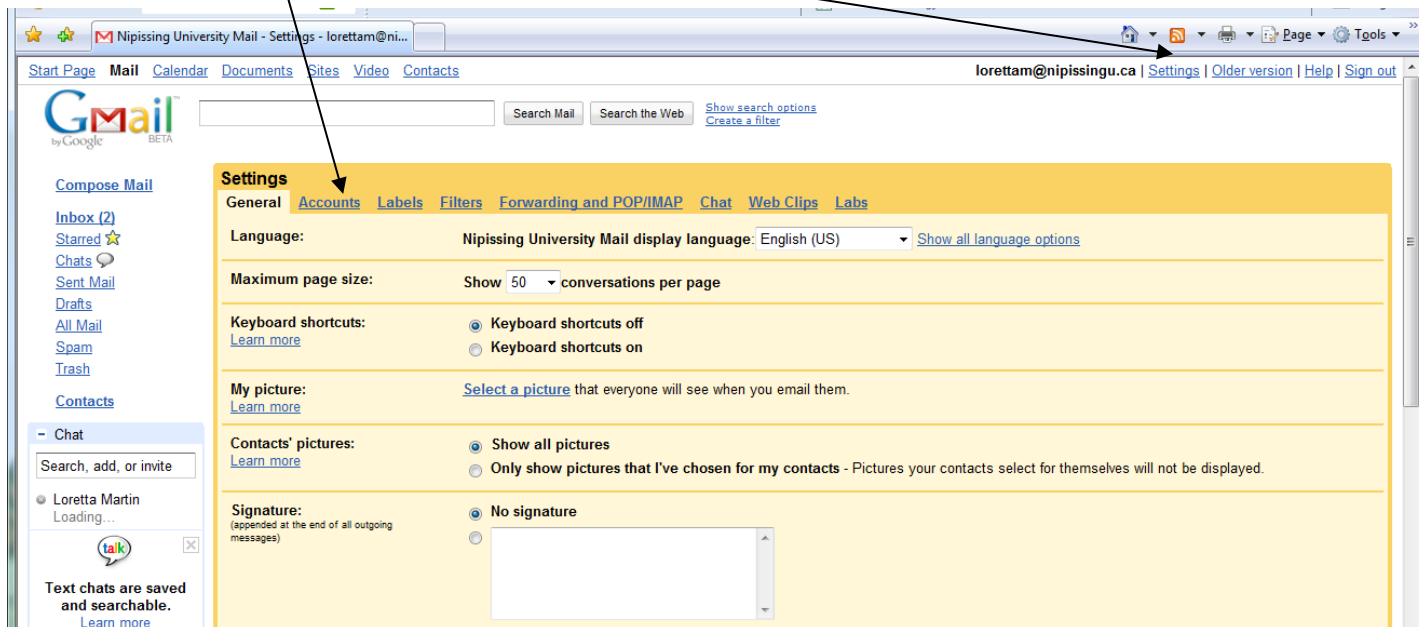 Nipissing University Mail - Settings - lorettam@ni...
Page Tools
Start Page Mail Calendar Documents Sites Video Contacts
lorettam@nipissingu.ca | Settings | Older version | Help | Sign out
Gmail
by Google BETA
Search Mail Search the Web Show search options
Create a filter
Compose Mail
Inbox (2)
Starred
Chats
Sent Mail
Drafts
All Mail
Spam
Trash
Contacts
Chat
Search, add, or invite
Loretta Martin
Loading...
talk
Text chats are saved
and searchable.
Learn more
Settings
General Accounts Labels Filters Forwarding and POP/IMAP Chat Web Clips Labs
Language: Nipissing University Mail display language: English (US) Show all language options
Maximum page size: Show 50 conversations per page
Keyboard shortcuts: Keyboard shortcuts off
Learn more
Keyboard shortcuts on
My picture: Select a picture that everyone will see when you email them.
Learn more
Contacts' pictures: Show all pictures
Learn more
Only show pictures that I've chosen for my contacts - Pictures your contacts select for themselves will not be displayed.
Signature: No signature
(appended at the end of all outgoing
messages)